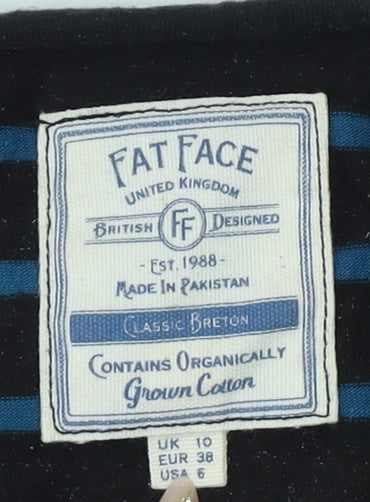 FAT FACE
UNITED KINGDOM
BRITISH FF DESIGNED
- EST. 1988 -
MADE IN PAKISTAN
CLASSIC BRETON
CONTAINS ORGANICALLY
Grown Cotton
UK 10
EUR 38
USA 6